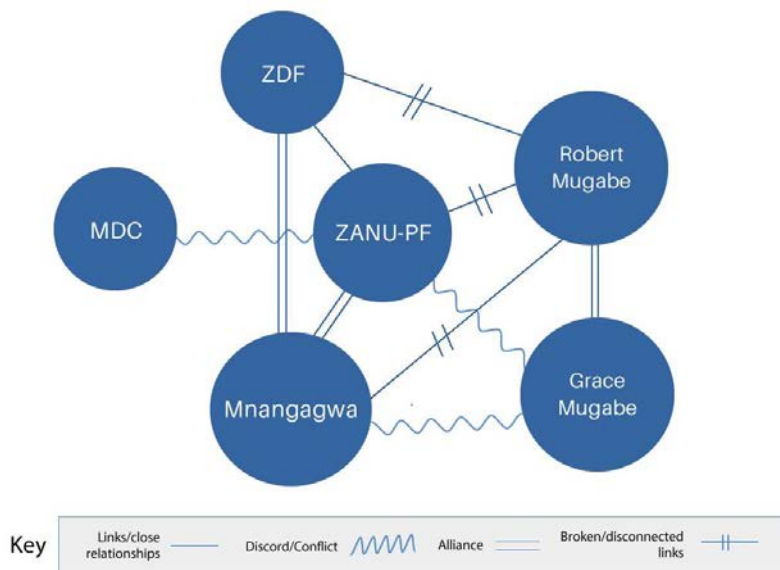 ZDF
Robert
Mugabe
MDC
ZANU-PF
Mnangagwa
Grace
Mugabe
Key
Links/close
relationships
Discord/Conflict
Alliance
Broken/disconnected
links